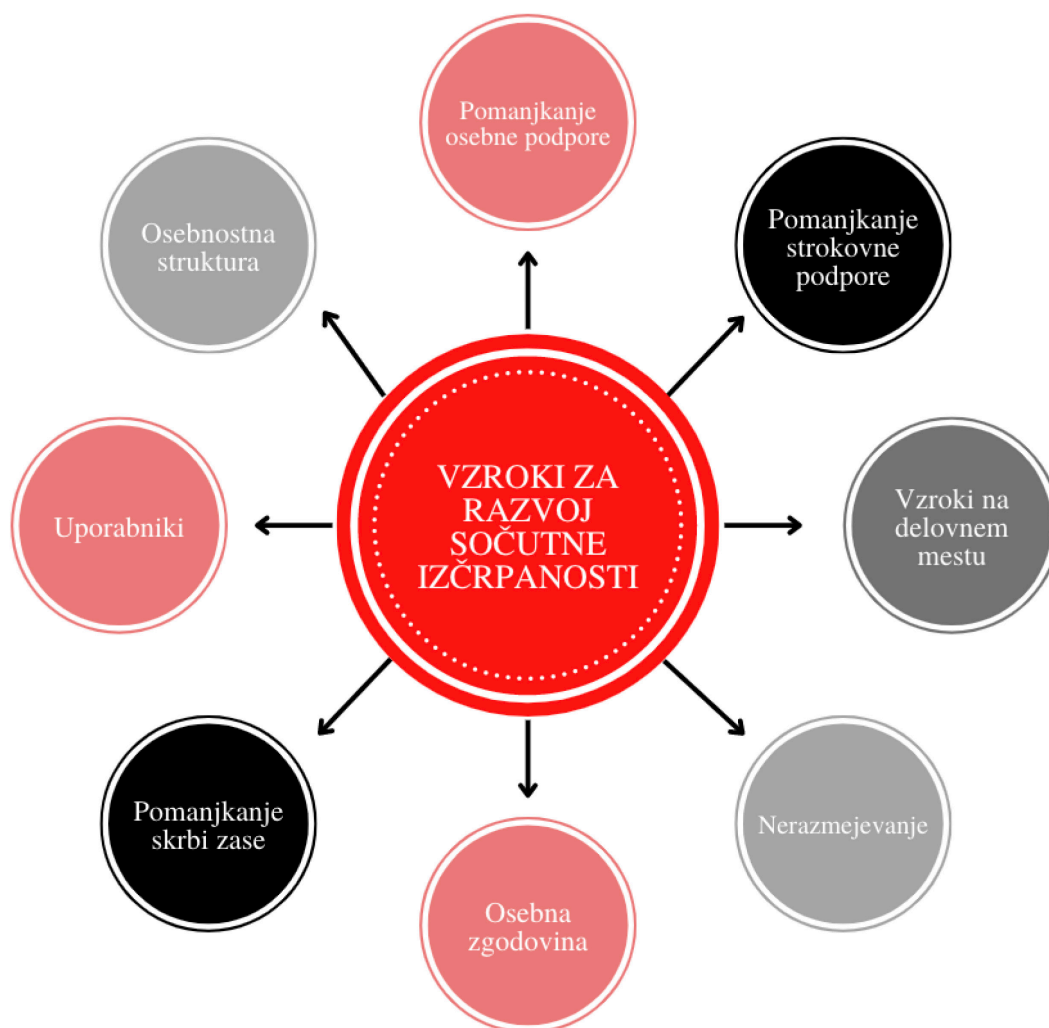 Pomanjkanje
osebne podpore
Osebnostna
struktura
Pomanjkanje
strokovne
podpore
VZROKI ZA
RAZVOJ
SOČUTNE
IZČRPANOSTI
Uporabniki
Vzroki na
delovnem
mestu
Pomanjkanje
skrbi zase
Nerazmejevanje
Osebna
zgodovina